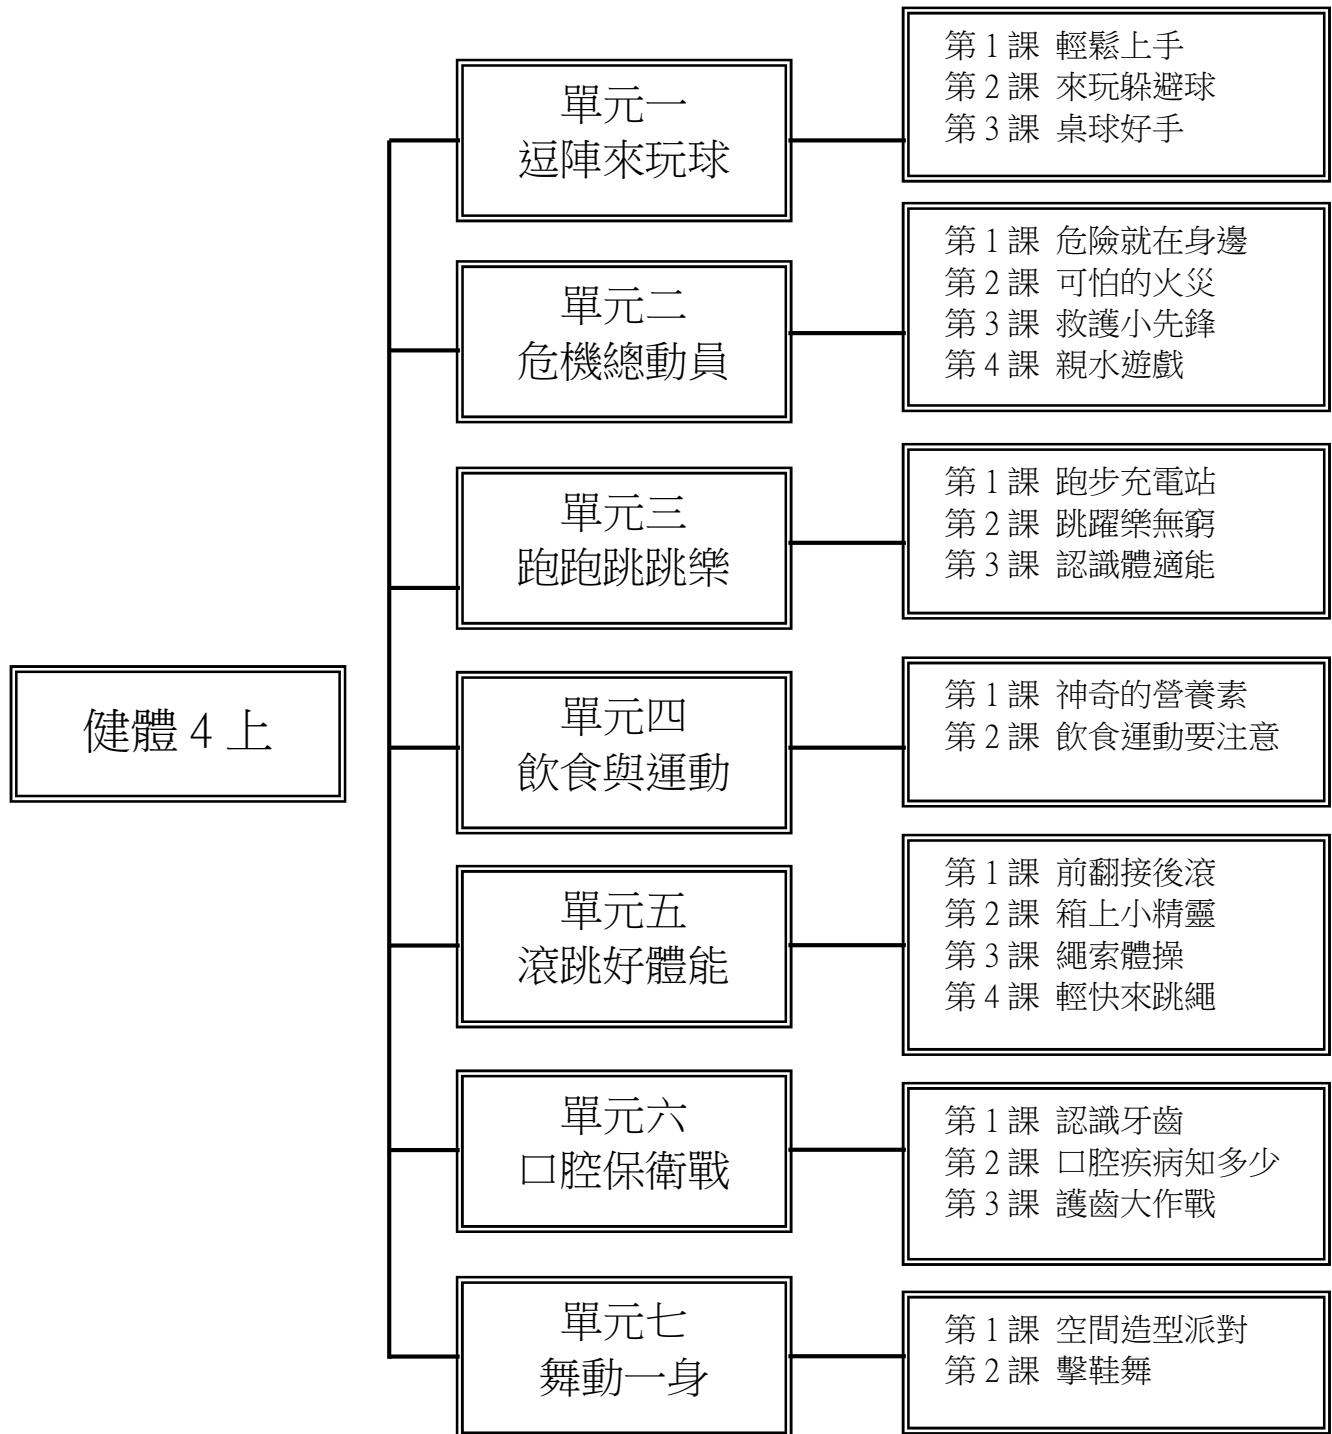 健體 4 上
單元一
逗陣來玩球
第 1 課 輕鬆上手
第 2 課 來玩躲避球
第 3 課 桌球好手
單元二
危機總動員
第 1 課 危險就在身邊
第 2 課 可怕的火災
第 3 課 救護小先鋒
第 4 課 親水遊戲
單元三
跑跑跳跳樂
第 1 課 跑步充電站
第 2 課 跳躍樂無窮
第 3 課 認識體適能
單元四
飲食與運動
第 1 課 神奇的營養素
第 2 課 飲食運動要注意
單元五
滾跳好體能
第 1 課 前翻接後滾
第 2 課 箱上小精靈
第 3 課 繩索體操
第 4 課 輕快來跳繩
單元六
口腔保衛戰
第 1 課 認識牙齒
第 2 課 口腔疾病知多少
第 3 課 護齒大作戰
單元七
舞動一身
第 1 課 空間造型派對
第 2 課 擊鞋舞